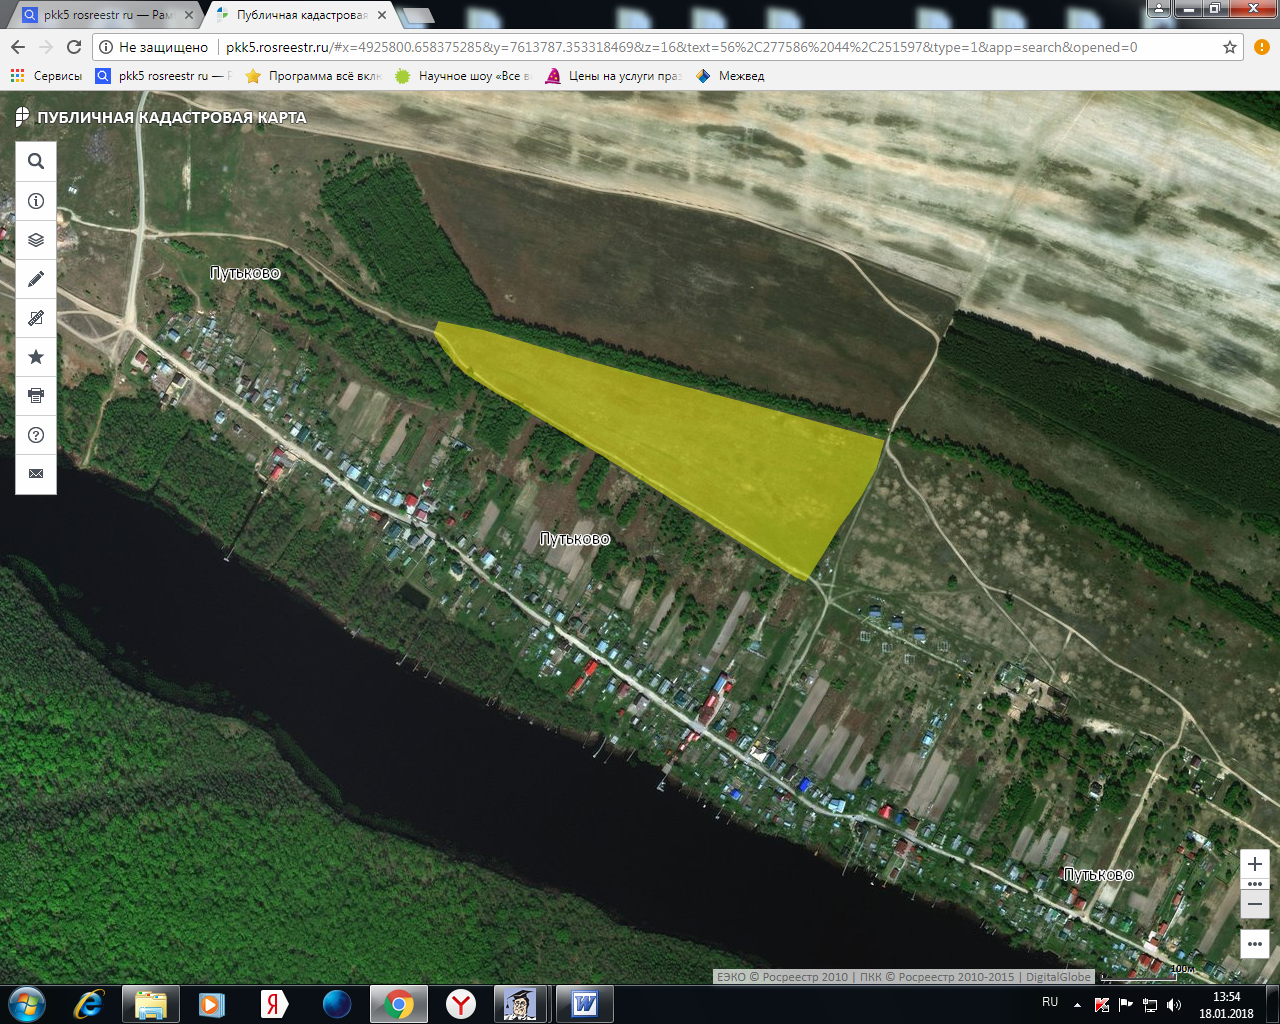 pkk5 rosreestr ru — Рам
Публичная кадастровая
Не защищено
pkk5.rosreestr.ru/#x=4925800.658375285&y=7613787.353318469&z=16&text=56%2C277586%2044%2C251597&type=1&app=search&opened=0
Сервисы
pkk5 rosreestr ru —
Программа всё вкл
Научное шоу «Все в
Цены на услуги праз
Межвед
ПУБЛИЧНАЯ КАДАСТРОВАЯ КАРТА
Путьково
Путьково
Путьково
100м
ЕЭКО © Росреестр 2010 | ПКК © Росреестр 2010-2015 | DigitalGlobe
RU
13:54
18.01.2018